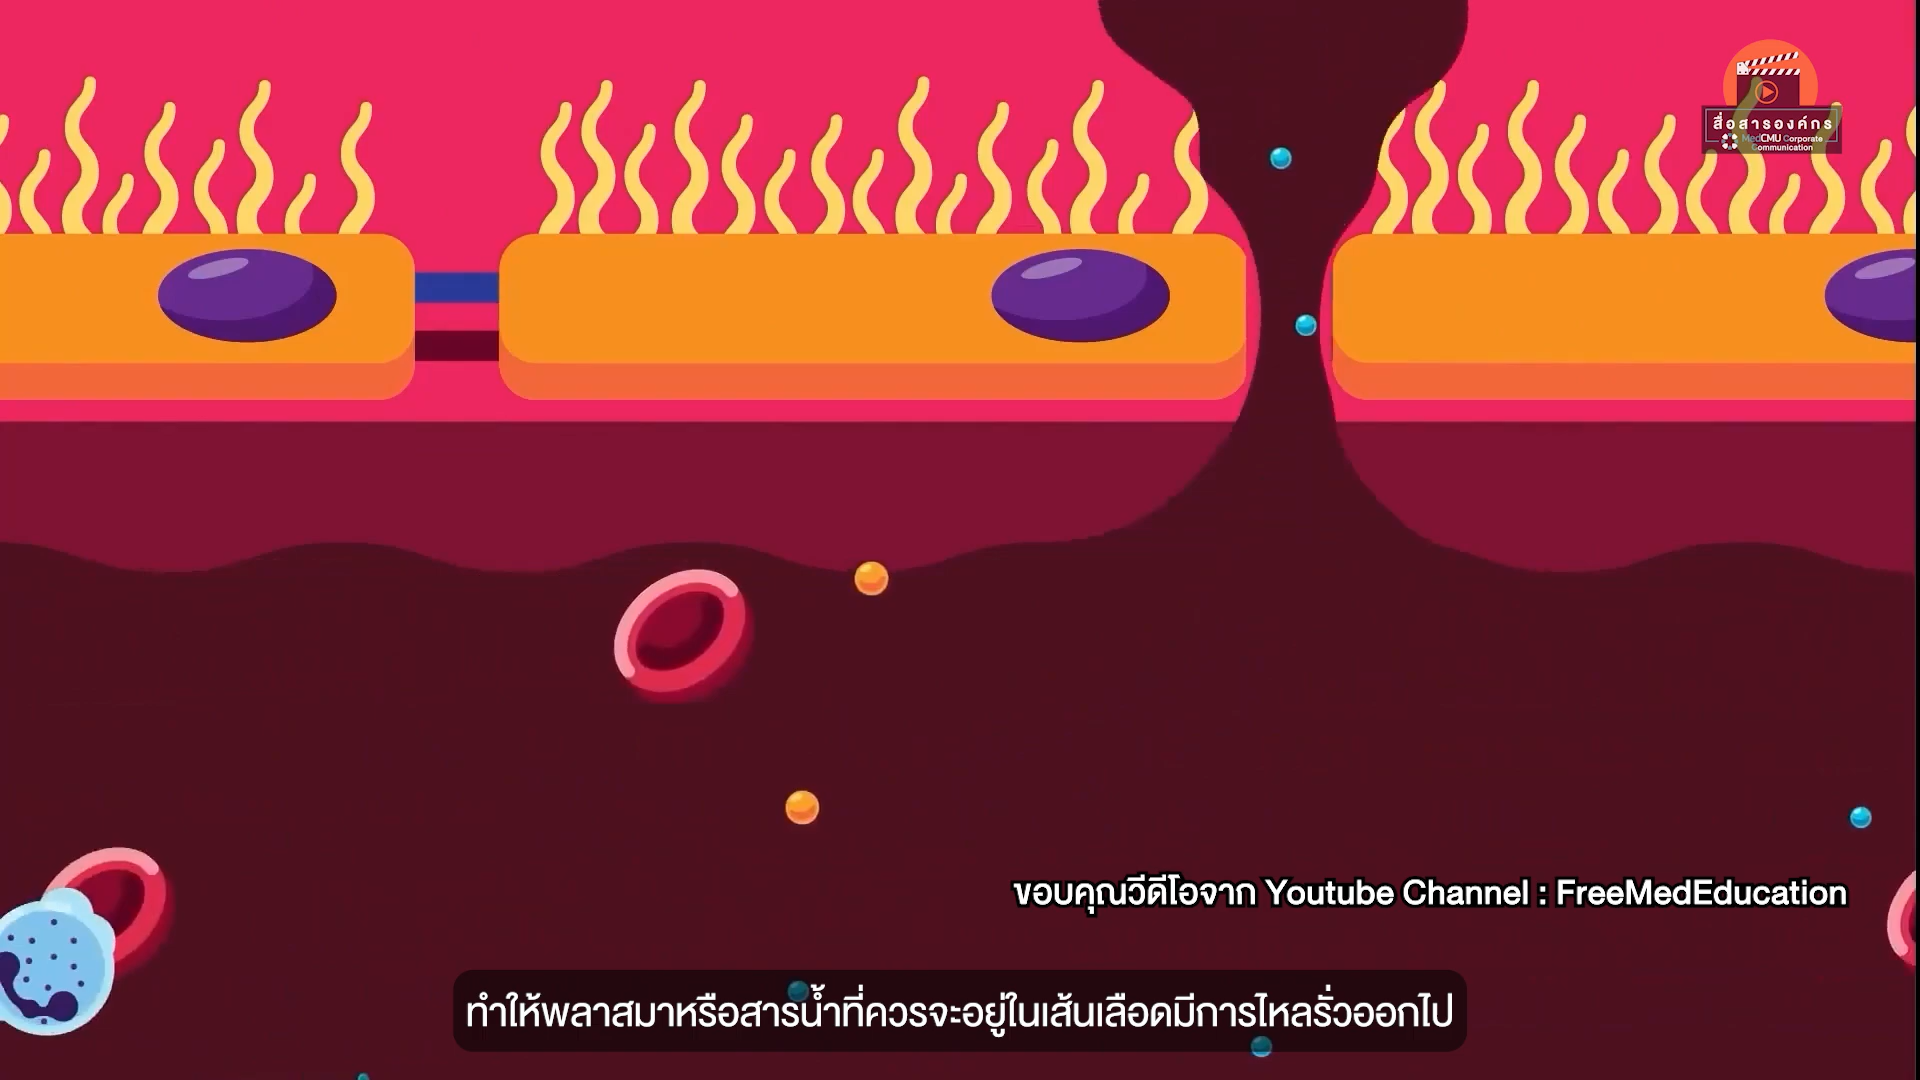 สื่อสารองค์กร
MedCMU Corporate
Communication
ขอบคุณวีดีโอจาก Youtube Channel : FreeMedEducation
ทำให้พลาสมาหรือสารน้ำที่ควรจะอยู่ในเส้นเลือดมีการไหลรั่วออกไป